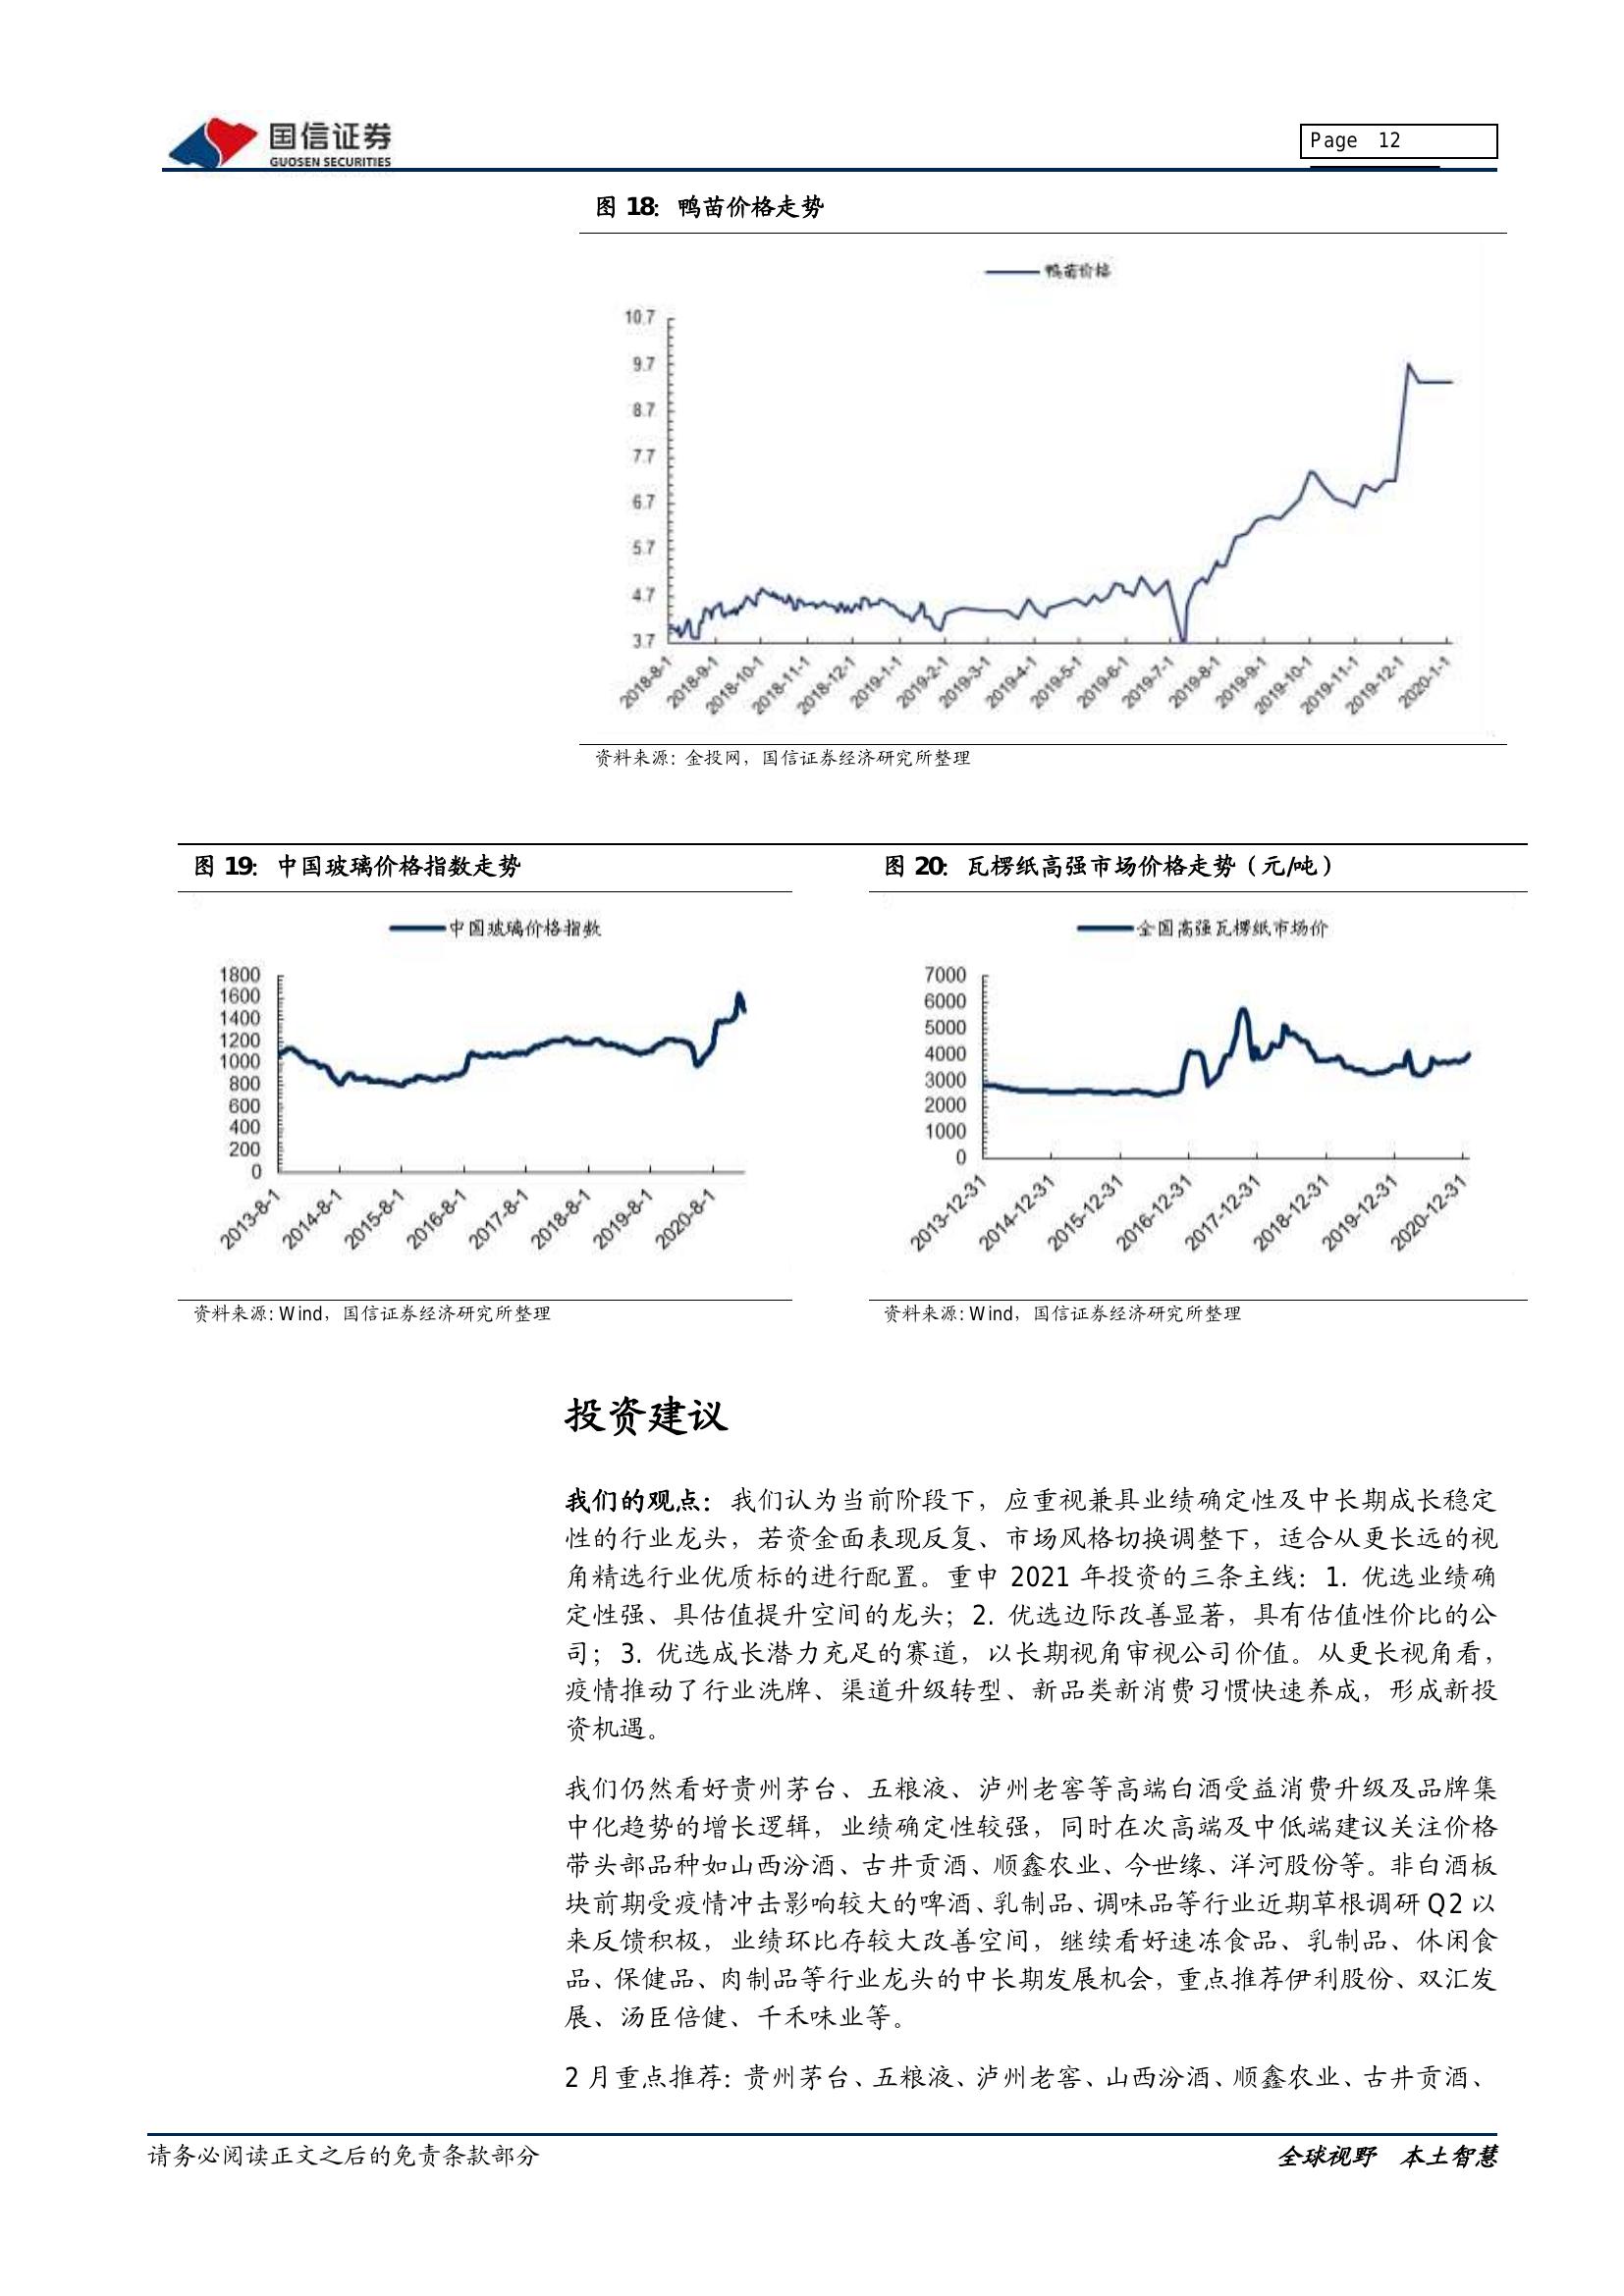 国信证券
GUOSEN SECURITIES
Page 12
图 18：鸭苗价格走势
鸭苗价格
10.7
9.7
8.7
7.7
6.7
5.7
4.7
3.7
2018-8-1
2018-9-1
2018-10-1
2018-11-1
2018-12-1
2019-1-1
2019-2-1
2019-3-1
2019-4-1
2019-5-1
2019-6-1
2019-7-1
2019-8-1
2019-9-1
2019-10-1
2019-11-1
2019-12-1
2020-1-1
资料来源：金投网，国信证券经济研究所整理
图 19：中国玻璃价格指数走势
中国玻璃价格指数
1800
1600
1400
1200
1000
800
600
400
200
0
2013-8-1
2014-8-1
2015-8-1
2016-8-1
2017-8-1
2018-8-1
2019-8-1
2020-8-1
资料来源: Wind，国信证券经济研究所整理
图 20：瓦楞纸高强市场价格走势（元/吨）
全国高强瓦楞纸市场价
7000
6000
5000
4000
3000
2000
1000
0
2013-12-31
2014-12-31
2015-12-31
2016-12-31
2017-12-31
2018-12-31
2019-12-31
2020-12-31
资料来源: Wind，国信证券经济研究所整理
投资建议
我们的观点：我们认为当前阶段下，应重视兼具业绩确定性及中长期成长稳定
性的行业龙头，若资金面表现反复、市场风格切换调整下，适合从更长远的视
角精选行业优质标的进行配置。重申 2021 年投资的三条主线：1. 优选业绩确
定性强、具估值提升空间的龙头；2. 优选边际改善显著，具有估值性价比的公
司；3. 优选成长潜力充足的赛道，以长期视角审视公司价值。从更长视角看，
疫情推动了行业洗牌、渠道升级转型、新品类新消费习惯快速养成，形成新投
资机遇。
我们仍然看好贵州茅台、五粮液、泸州老窖等高端白酒受益消费升级及品牌集
中化趋势的增长逻辑，业绩确定性较强，同时在次高端及中低端建议关注价格
带头部品种如山西汾酒、古井贡酒、顺鑫农业、今世缘、洋河股份等。非白酒板
块前期受疫情冲击影响较大的啤酒、乳制品、调味品等行业近期草根调研 Q2 以
来反馈积极，业绩环比存较大改善空间，继续看好速冻食品、乳制品、休闲食
品、保健品、肉制品等行业龙头的中长期发展机会，重点推荐伊利股份、双汇发
展、汤臣倍健、千禾味业等。
2 月重点推荐：贵州茅台、五粮液、泸州老窖、山西汾酒、顺鑫农业、古井贡酒、
请务必阅读正文之后的免责条款部分
全球视野 本土智慧